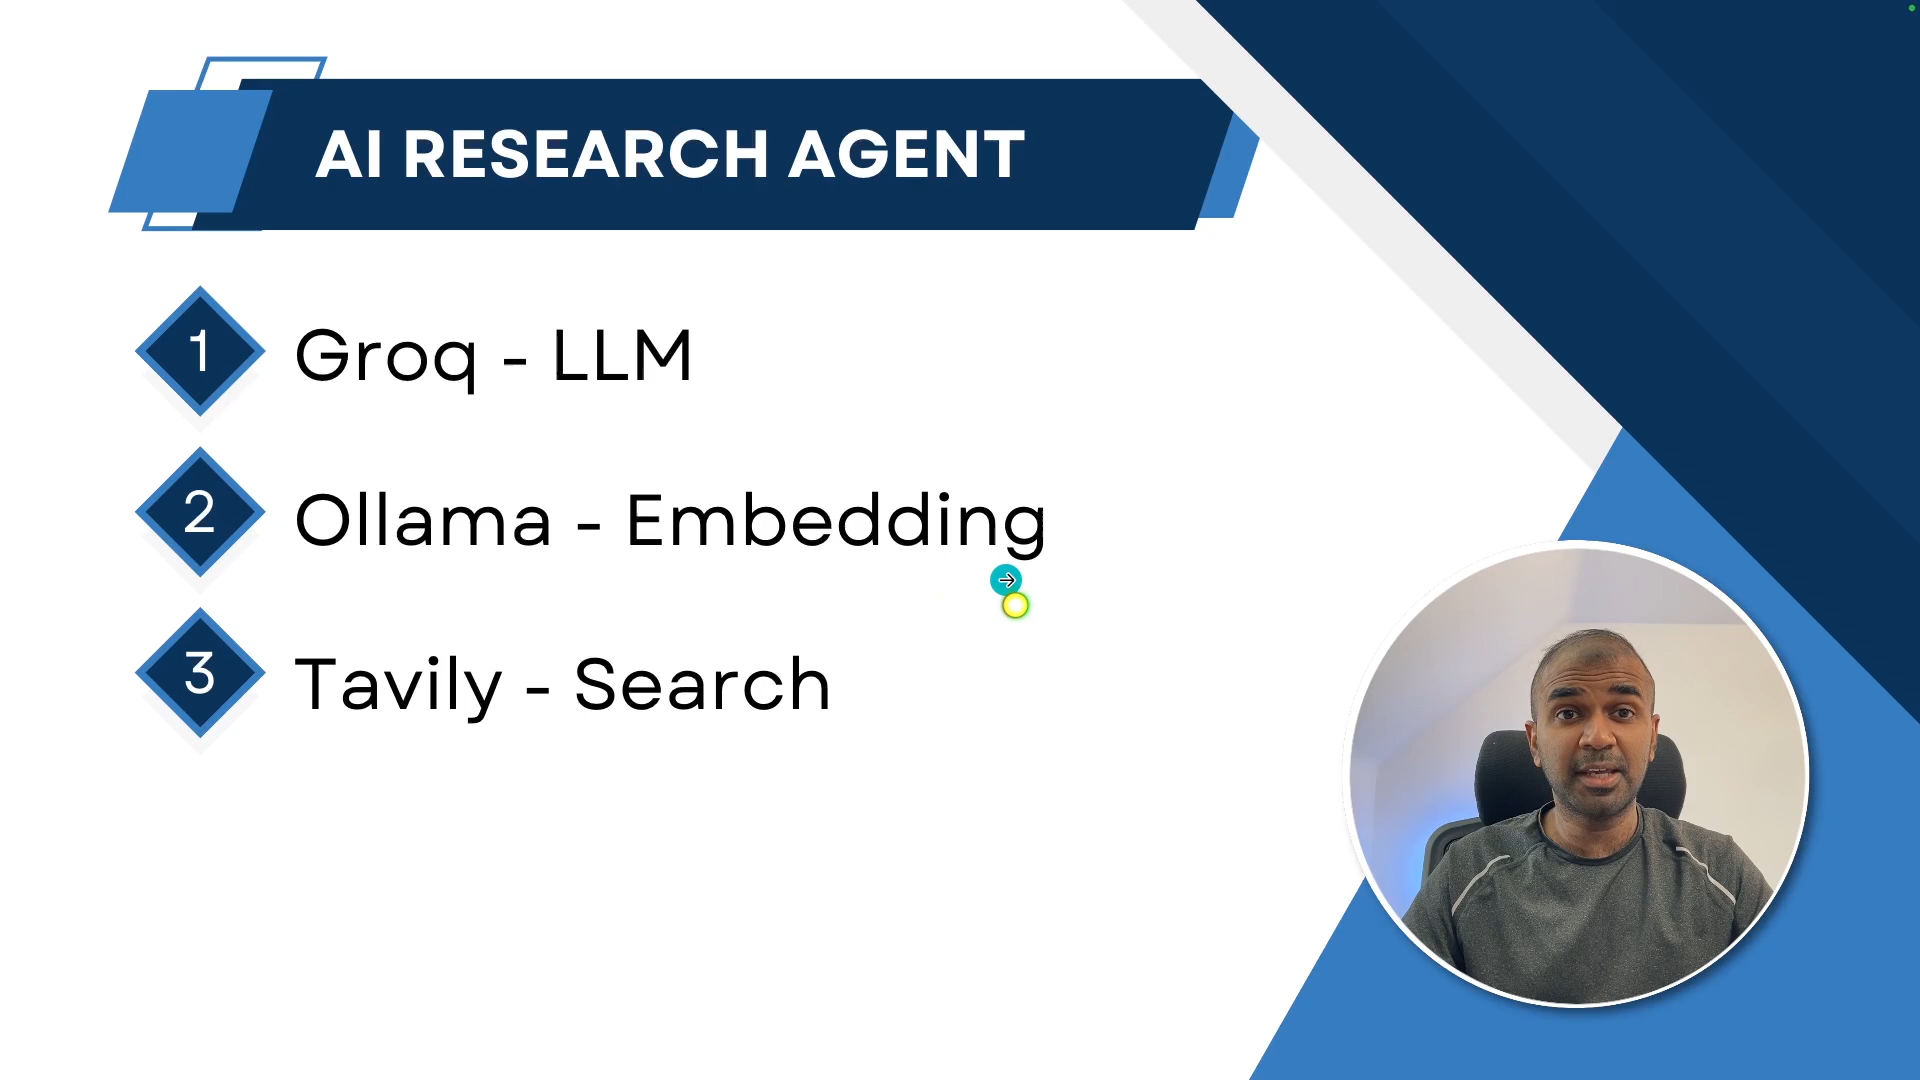 AI RESEARCH AGENT
1 Groq - LLM
2 Ollama - Embedding
3 Tavily - Search